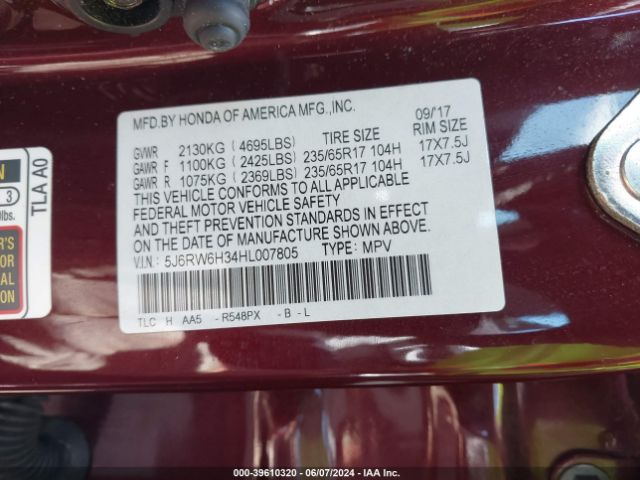 MFD.BY HONDA OF AMERICA MFG.,INC. 09/17
TIRE SIZE RIM SIZE
GVWR 2130KG (4695LBS)
GAWR F 1100KG (2425LBS) 235/65R17 104H 17X7.5J
GAWR R 1075KG (2369LBS) 235/65R17 104H 17X7.5J
THIS VEHICLE CONFORMS TO ALL APPLICABLE
FEDERAL MOTOR VEHICLE SAFETY
AND THEFT PREVENTION STANDARDS IN EFFECT
ON THE DATE OF MANUFACTURE SHOWN ABOVE.
V.I.N: 5J6RW6H34HL007805 TYPE: MPV
TLC H AA5 - R548PX - B - L
TLA A0
3
lbs.
000-39610320 | 06/07/2024 | IAA Inc.